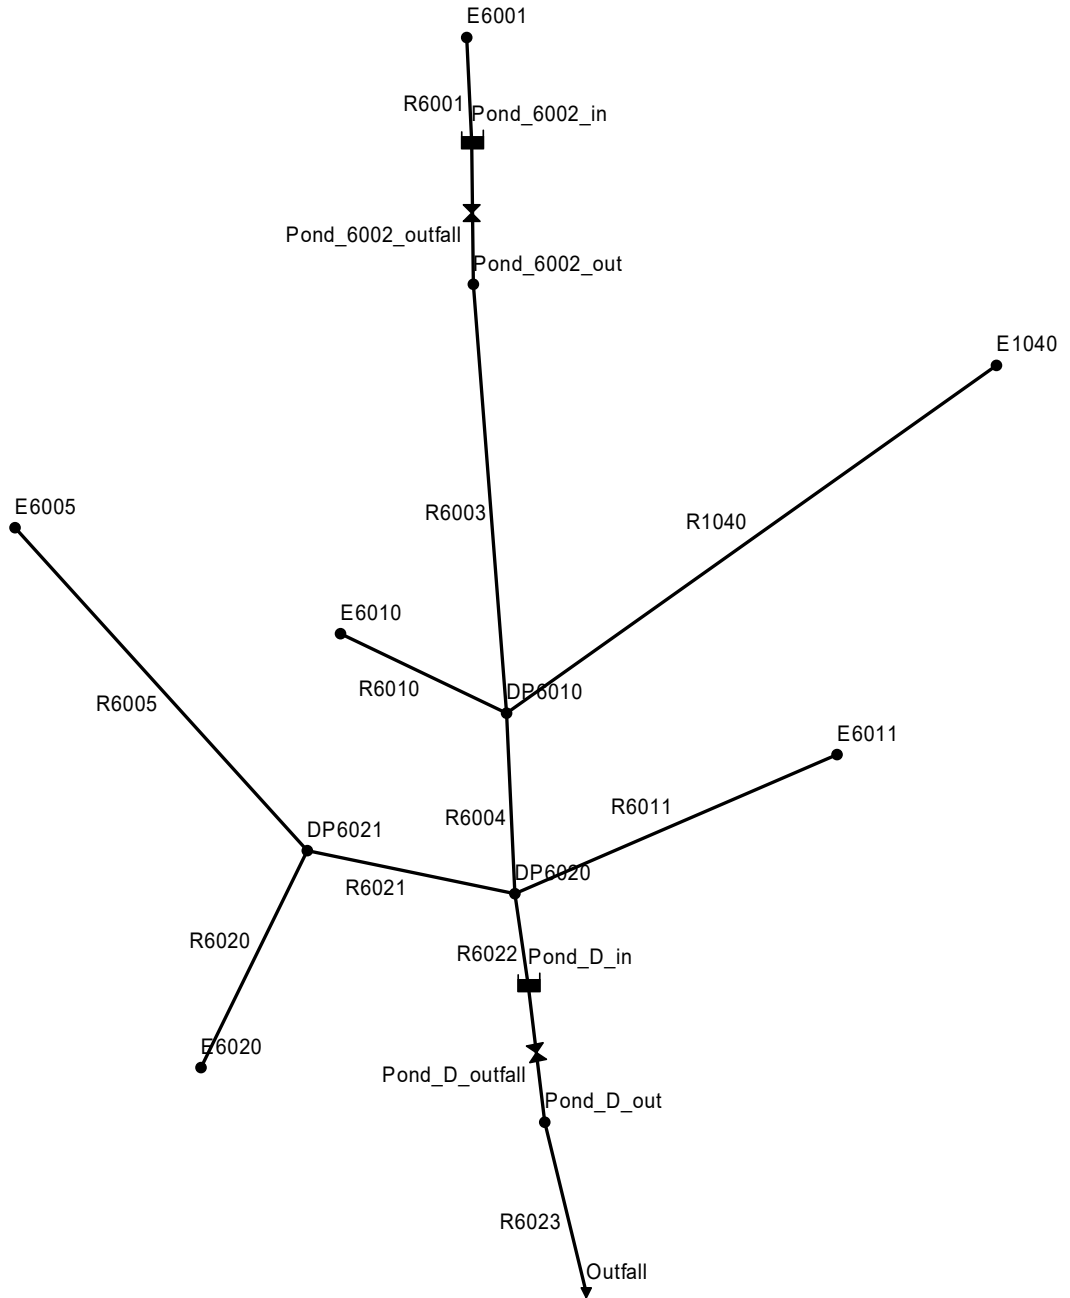 E6001
R6001
Pond_6002_in
Pond_6002_outfall
Pond_6002_out
E1040
E6005
R6003
R1040
E6010
R6010
DP6010
R6005
E6011
R6011
R6004
DP6021
DP6020
R6021
R6020
R6022
Pond_D_in
E6020
Pond_D_outfall
Pond_D_out
R6023
Outfall